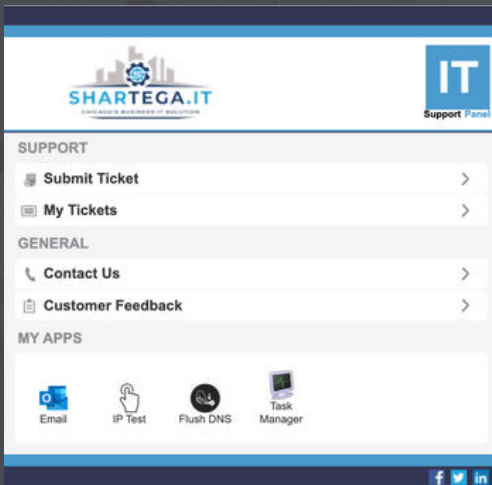 SHARTEGA.IT
CHICAGO'S BUSINESS IT SOLUTION
IT
Support Panel
SUPPORT
Submit Ticket
My Tickets
GENERAL
Contact Us
Customer Feedback
MY APPS
Email
IP Test
Flush DNS
Task
Manager